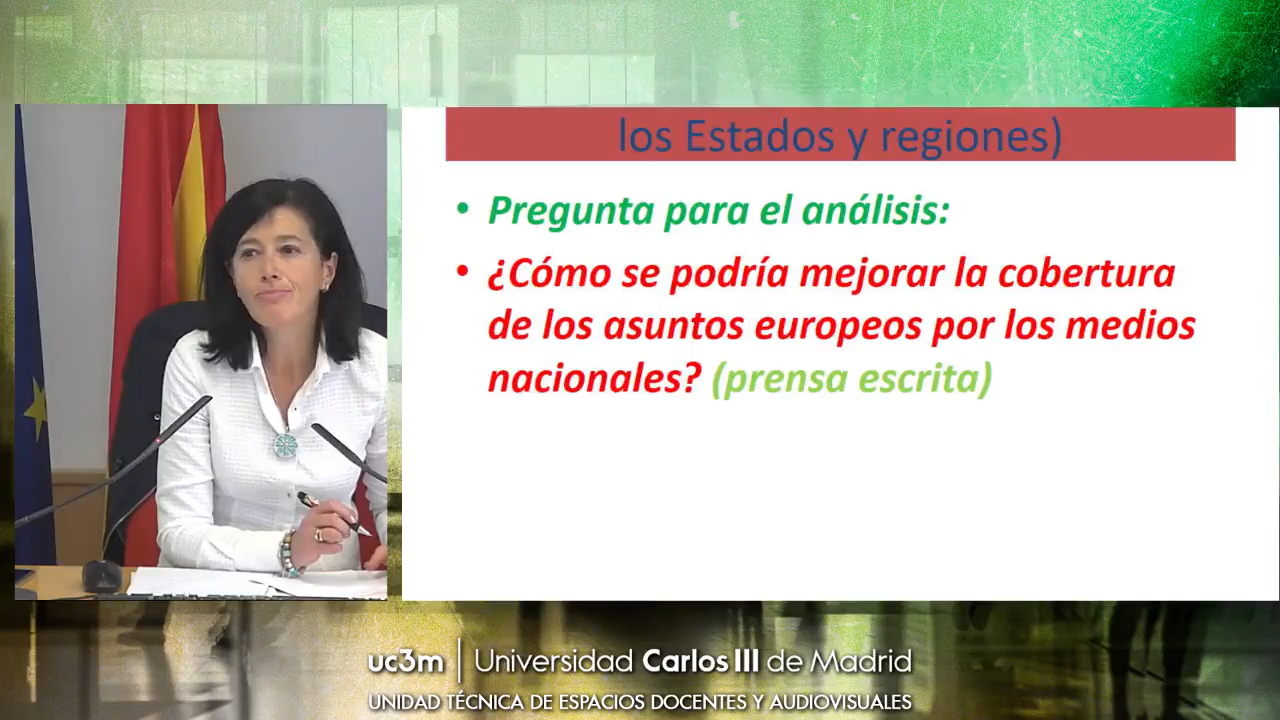 los Estados y regiones)
• Pregunta para el análisis:
• ¿Cómo se podría mejorar la cobertura
de los asuntos europeos por los medios
nacionales? (prensa escrita)
uc3m | Universidad Carlos III de Madrid
UNIDAD TÉCNICA DE ESPACIOS DOCENTES Y AUDIOVISUALES